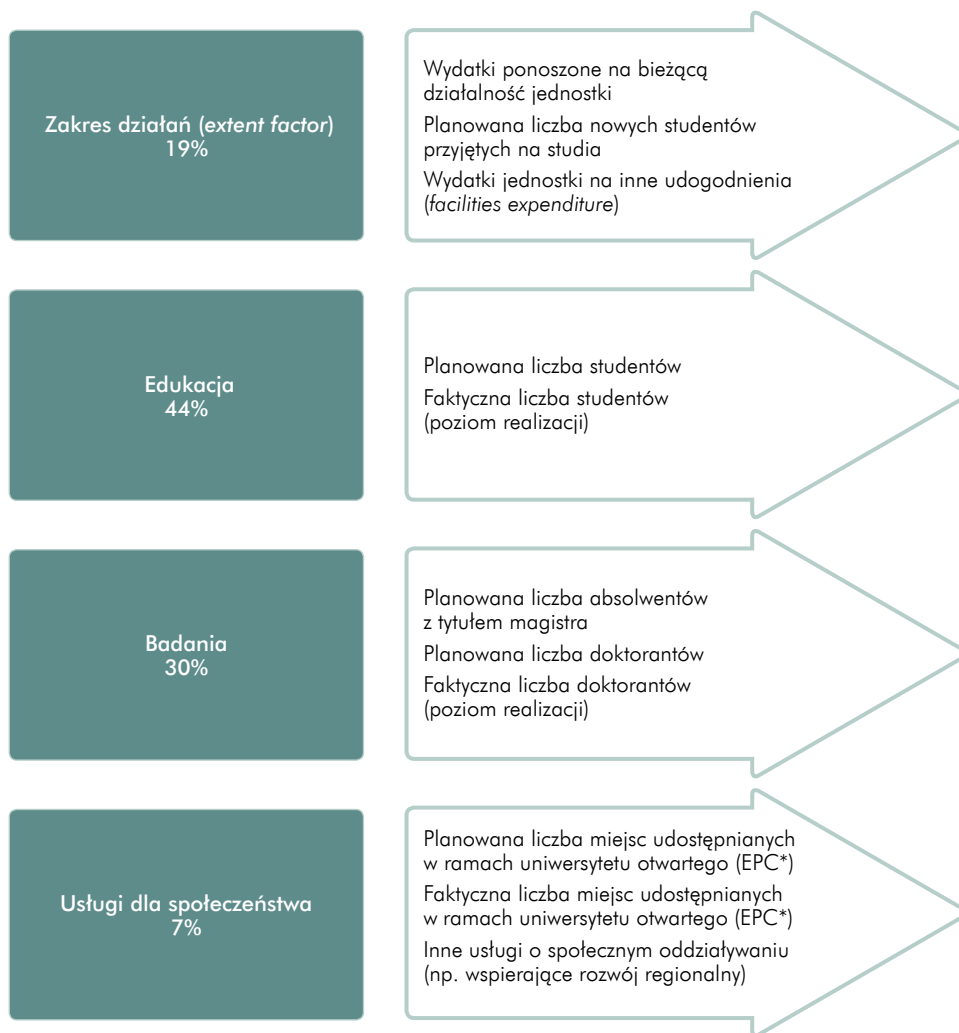 Zakres działań (extent factor)
19%
Wydatki ponoszone na bieżącą
działalność jednostki
Planowana liczba nowych studentów
przyjętych na studia
Wydatki jednostki na inne udogodnienia
(facilities expenditure)
Edukacja
44%
Planowana liczba studentów
Faktyczna liczba studentów
(poziom realizacji)
Badania
30%
Planowana liczba absolwentów
z tytułem magistra
Planowana liczba doktorantów
Faktyczna liczba doktorantów
(poziom realizacji)
Usługi dla społeczeństwa
7%
Planowana liczba miejsc udostępnianych
w ramach uniwersytetu otwartego (EPC*)
Faktyczna liczba miejsc udostępnianych
w ramach uniwersytetu otwartego (EPC*)
Inne usługi o społecznym oddziaływaniu
(np. wspierające rozwój regionalny)